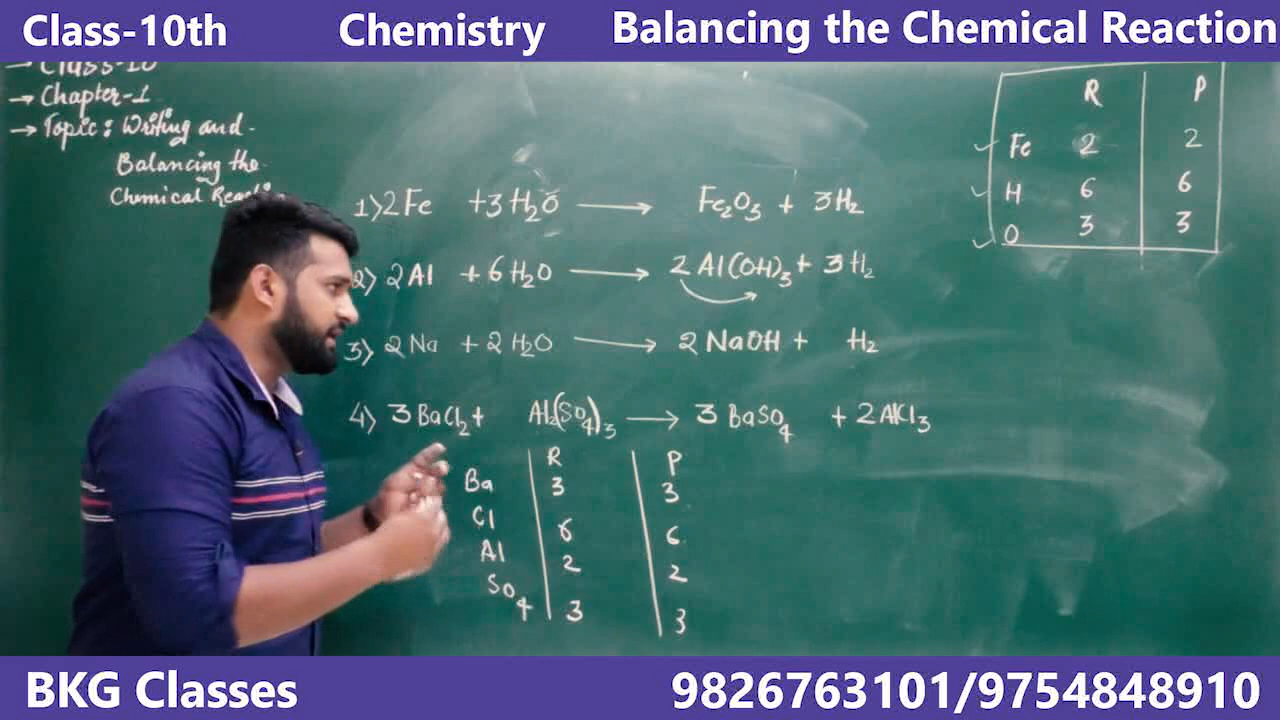 Class-10th Chemistry Balancing the Chemical Reaction
→ Class-10
→ Chapter-1
→ Topic: Writing and
Balancing the
Chemical
R P
Fe 2 2
H 6 6
O 3 3
1) 2Fe + 3H₂O → Fe₂O₃ + 3H₂
2) 2Al + 6H₂O → 2Al(OH)₃ + 3H₂
3) 2Na + 2H₂O → 2NaOH + H₂
4) 3BaCl₂ + Al₂(SO₄)₃ → 3BaSO₄ + 2AlCl₃
R P
Ba 3 3
Cl 6 6
Al 2 2
SO₄ 3 3
BKG Classes 9826763101/9754848910